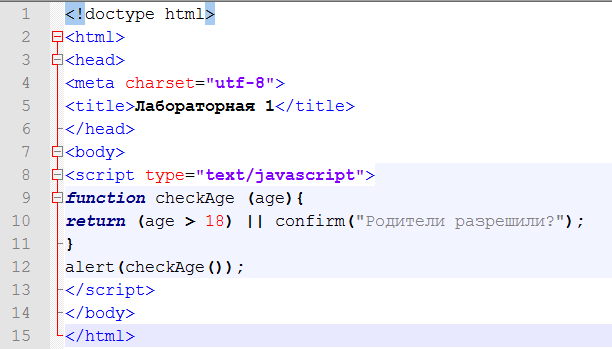 1 <!doctype html>
2 <html>
3 <head>
4 <meta charset="utf-8">
5 <title>Лабораторная 1</title>
6 </head>
7 <body>
8 <script type="text/javascript">
9 function checkAge (age){
10 return (age > 18) || confirm("Родители разрешили?");
11 }
12 alert(checkAge());
13 </script>
14 </body>
15 </html>